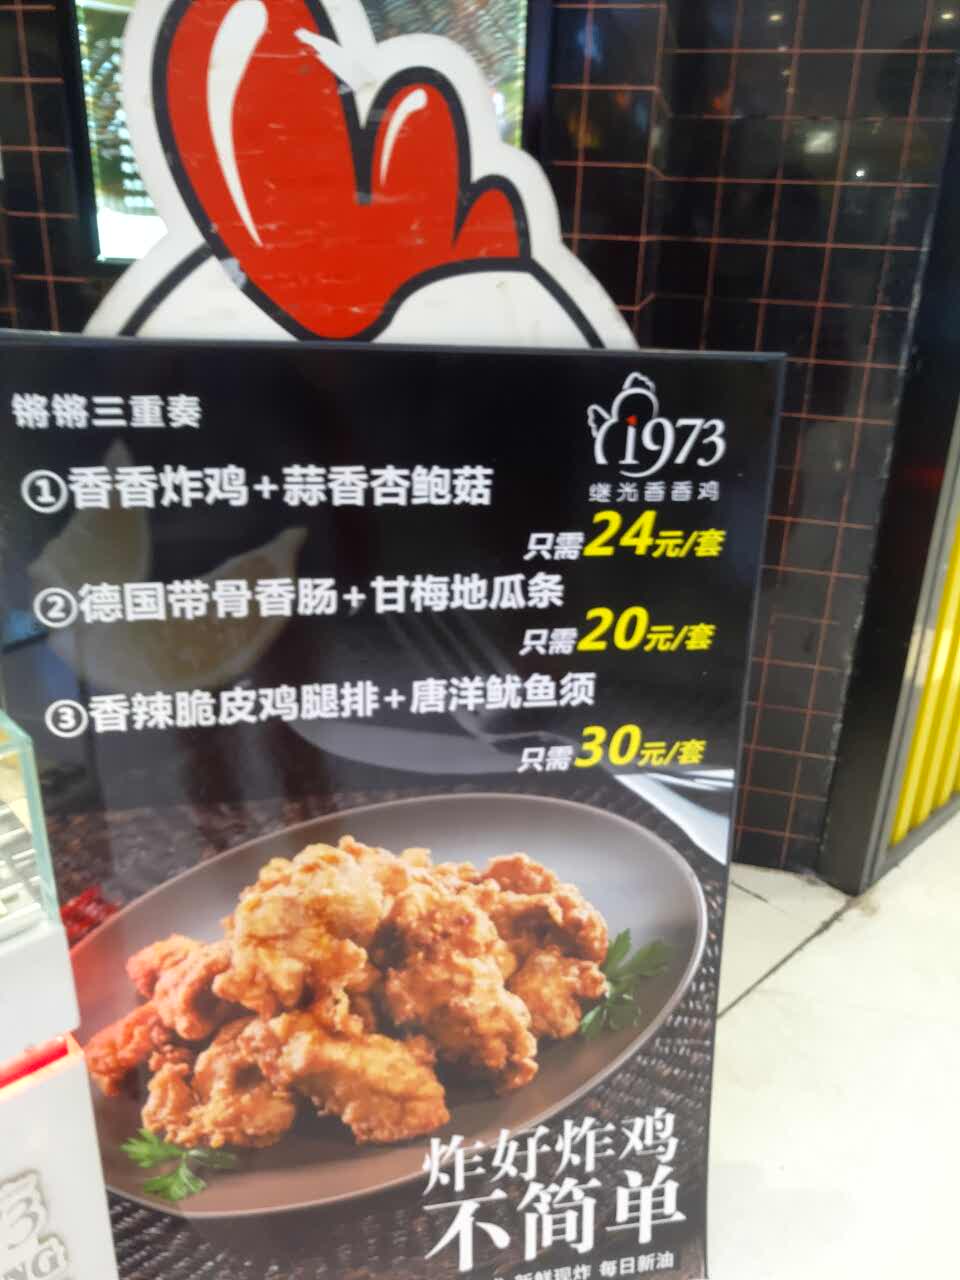 锵锵三重奏
1973
继光香香鸡
①香香炸鸡+蒜香杏鲍菇
只需24元/套
②德国带骨香肠+甘梅地瓜条
只需20元/套
③香辣脆皮鸡腿排+唐洋鱿鱼须
只需30元/套
炸好炸鸡
不简单
新鲜现炸 每日新油